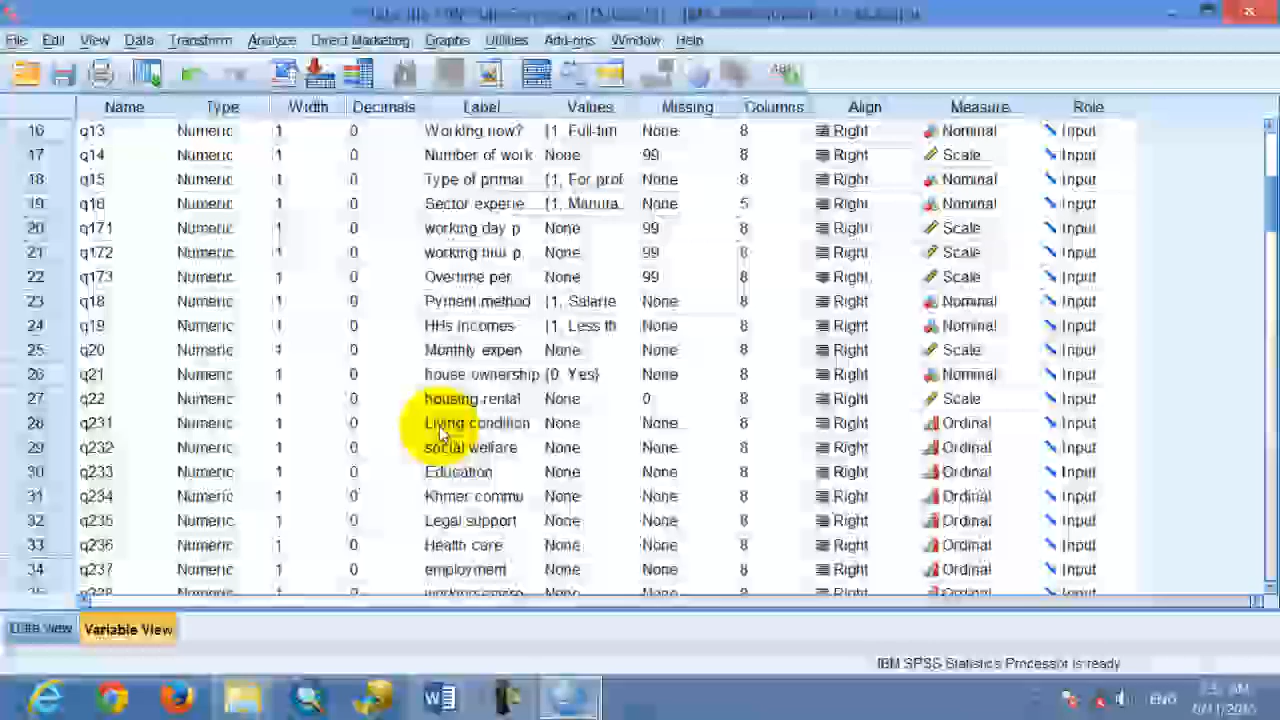 File Edit View Data Transform Analyze Direct Marketing Graphs Utilities Add-ons Window Help
Name Type Width Decimals Label Values Missing Columns Align Measure Role
16 q13 Numeric 1 0 Working now? {1, Full-tim None 8 Right Nominal Input
17 q14 Numeric 1 0 Number of work None 99 8 Right Scale Input
18 q15 Numeric 1 0 Type of primar {1, For prof None 8 Right Nominal Input
19 q16 Numeric 1 0 Sector experie {1, Manura None 5 Right Nominal Input
20 q171 Numeric 1 0 working day p None 99 8 Right Scale Input
21 q172 Numeric 1 0 working p None 99 8 Right Scale Input
22 q173 Numeric 1 0 Overtime per None 99 8 Right Scale Input
23 q18 Numeric 1 0 Pyment method {1, Salarie None 8 Right Nominal Input
24 q19 Numeric 1 0 HHs incomes {1, Less th None 8 Right Nominal Input
25 q20 Numeric 1 0 Monthly expen None None 8 Right Scale Input
26 q21 Numeric 1 0 house ownership {0 Yes} None 8 Right Nominal Input
27 q22 Numeric 1 0 housing rental None 0 8 Right Scale Input
28 q231 Numeric 1 0 Living condition None None 8 Right Ordinal Input
29 q232 Numeric 1 0 social welfare None None 8 Right Ordinal Input
30 q233 Numeric 1 0 Education None None 8 Right Ordinal Input
31 q234 Numeric 1 0 Khmer commu None None 8 Right Ordinal Input
32 q235 Numeric 1 0 Legal support None None 8 Right Ordinal Input
33 q236 Numeric 1 0 Health care None None 8 Right Ordinal Input
34 q237 Numeric 1 0 employment None None 8 Right Ordinal Input
Data View Variable View
IBM SPSS Statistics Processor is ready
ENG